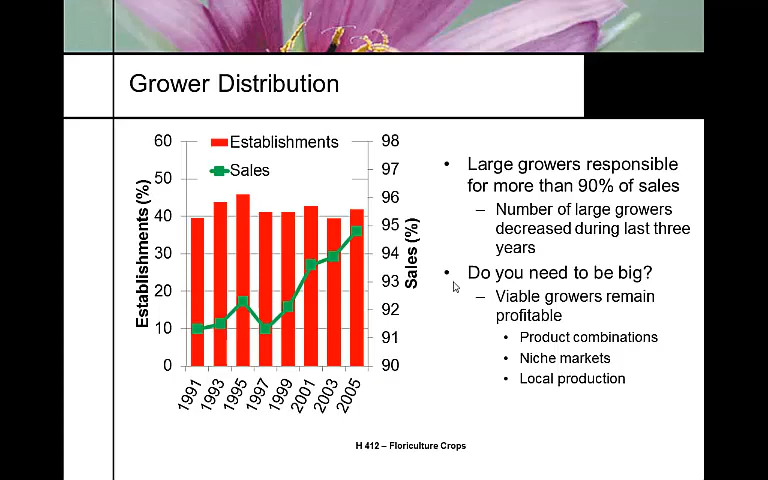 Grower Distribution
60
50
40
30
20
10
0
Establishments (%)
Establishments
Sales
98
97
96
95
94
93
92
91
90
Sales (%)
1991
1993
1995
1997
1999
2001
2003
2005
• Large growers responsible
for more than 90% of sales
– Number of large growers
decreased during last three
years
• Do you need to be big?
– Viable growers remain
profitable
• Product combinations
• Niche markets
• Local production
H 412 – Floriculture Crops